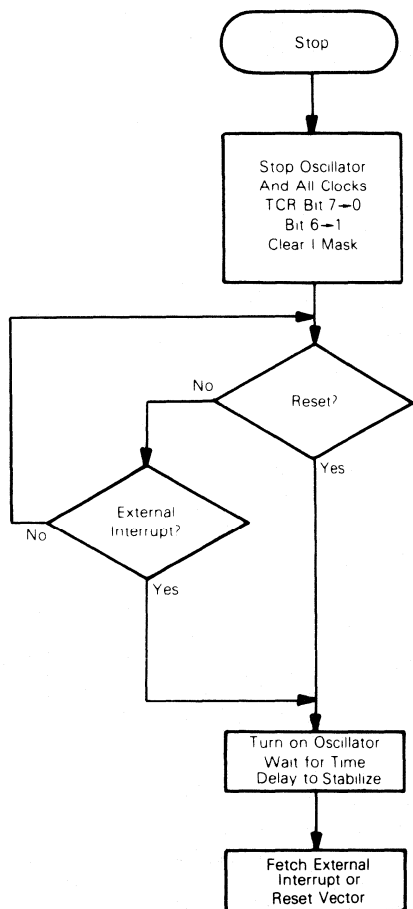 Stop
Stop Oscillator
And All Clocks
TCR Bit 7→0
Bit 6→1
Clear I Mask
Reset?
No
Yes
External
Interrupt?
No
Yes
Turn on Oscillator
Wait for Time
Delay to Stabilize
Fetch External
Interrupt or
Reset Vector